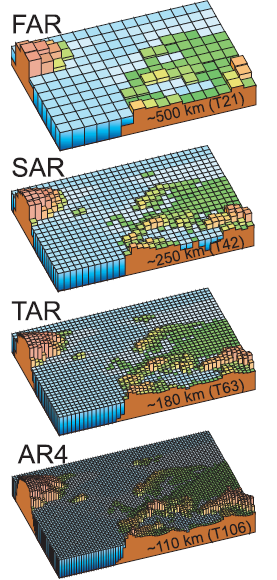 FAR
~500 km (T21)
SAR
~250 km (T42)
TAR
~180 km (T63)
AR4
~110 km (T106)